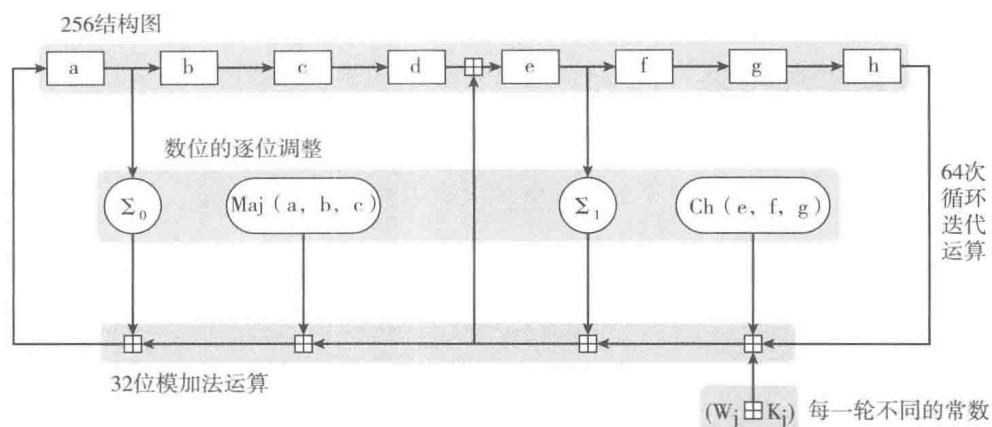 256结构图
a b c d e f g h
数位的逐位调整
Σ₀ Maj(a, b, c) Σ₁ Ch(e, f, g)
64次
循环
迭代
运算
32位模加法运算
(Wⱼ ⊞ Kⱼ) 每一轮不同的常数